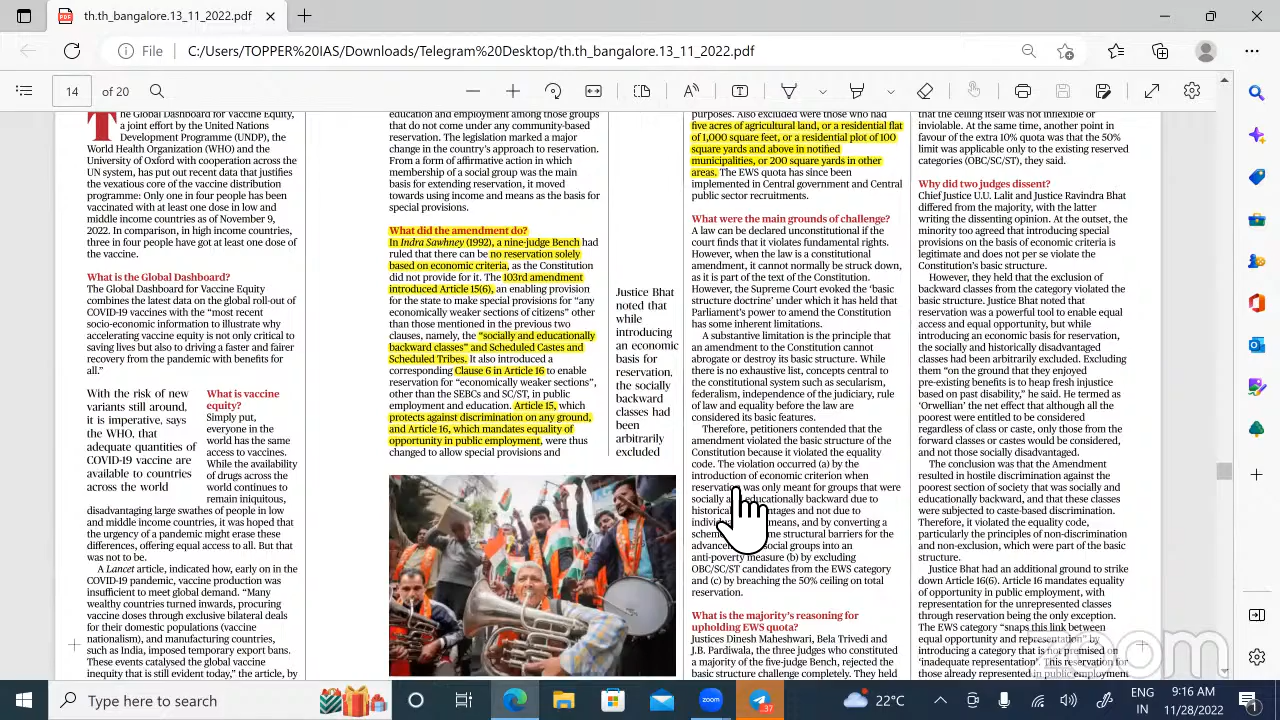 th.th_bangalore.13_11_2022.pdf
File
C:/Users/TOPPER%20IAS/Downloads/Telegram%20Desktop/th.th_bangalore.13_11_2022.pdf
14
of 20
The Global Dashboard for Vaccine Equity,
a joint effort by the United Nations
Development Programme (UNDP), the
World Health Organization (WHO) and the
University of Oxford with cooperation across the
UN system, has put out recent data that justifies
the vexatious core of the vaccine distribution
programme: Only one in four people has been
vaccinated with at least one dose in low and
middle income countries as of November 9,
2022. In comparison, in high income countries,
three in four people have got at least one dose of
the vaccine.
What is the Global Dashboard?
The Global Dashboard for Vaccine Equity
combines the latest data on the global roll-out of
COVID-19 vaccines with the “most recent
socio-economic information to illustrate why
accelerating vaccine equity is not only critical to
saving lives but also to driving a faster and fairer
recovery from the pandemic with benefits for
all.”
With the risk of new
variants still around,
it is imperative, says
the WHO, that
adequate quantities of
COVID-19 vaccine are
available to countries
across the world
What is vaccine
equity?
Simply put,
everyone in the
world has the same
access to vaccines.
While the availability
of drugs across the
world continues to
remain iniquitous,
disadvantaging large swathes of people in low
and middle income countries, it was hoped that
the urgency of a pandemic might erase these
differences, offering equal access to all. But that
was not to be.
A Lancet article, indicated how, early on in the
COVID-19 pandemic, vaccine production was
insufficient to meet global demand. “Many
wealthy countries turned inwards, procuring
vaccine doses through exclusive bilateral deals
for their domestic populations (vaccine
nationalism), and manufacturing countries,
such as India, imposed temporary export bans.
These events catalysed the global vaccine
inequity that is still evident today,” the article, by
education and employment among those groups
that do not come under any community-based
reservation. The legislation marked a major
change in the country’s approach to reservation.
From a form of affirmative action in which
membership of a social group was the main
basis for extending reservation, it moved
towards using income and means as the basis for
special provisions.
What did the amendment do?
In Indra Sawhney (1992), a nine-judge Bench had
ruled that there can be no reservation solely
based on economic criteria, as the Constitution
did not provide for it. The 103rd amendment
introduced Article 15(6), an enabling provision
for the state to make special provisions for “any
economically weaker sections of citizens” other
than those mentioned in the previous two
clauses, namely, the “socially and educationally
backward classes” and Scheduled Castes and
Scheduled Tribes. It also introduced a
corresponding Clause 6 in Article 16 to enable
reservation for “economically weaker sections”,
other than the SEBCs and SC/ST, in public
employment and education. Article 15, which
protects against discrimination on any ground,
and Article 16, which mandates equality of
opportunity in public employment, were thus
changed to allow special provisions and
Justice Bhat
noted that
while
introducing
an economic
basis for
reservation,
the socially
backward
classes had
been
arbitrarily
excluded
purposes. Also excluded were those who had
five acres of agricultural land, or a residential flat
of 1,000 square feet, or a residential plot of 100
square yards and above in notified
municipalities, or 200 square yards in other
areas. The EWS quota has since been
implemented in Central government and Central
public sector recruitments.
What were the main grounds of challenge?
A law can be declared unconstitutional if the
court finds that it violates fundamental rights.
However, when the law is a constitutional
amendment, it cannot normally be struck down,
as it is part of the text of the Constitution.
However, the Supreme Court evoked the ‘basic
structure doctrine’ under which it has held that
Parliament’s power to amend the Constitution
has some inherent limitations.
A substantive limitation is the principle that
an amendment to the Constitution cannot
abrogate or destroy its basic structure. While
there is no exhaustive list, concepts central to
the constitutional system such as secularism,
federalism, independence of the judiciary, rule
of law and equality before the law are
considered its basic features.
Therefore, petitioners contended that the
amendment violated the basic structure of the
Constitution because it violated the equality
code. The violation occurred (a) by the
introduction of economic criterion when
reservation was only meant for groups that were
socially educationally backward due to
and not due to
means, and by converting a
structural barriers for the
social groups into an
anti-poverty measure (b) by excluding
OBC/SC/ST candidates from the EWS category
and (c) by breaching the 50% ceiling on total
reservation.
What is the majority’s reasoning for
upholding EWS quota?
Justices Dinesh Maheshwari, Bela Trivedi and
J.B. Pardiwala, the three judges who constituted
a majority of the five-judge Bench, rejected the
basic structure challenge completely. They held
that the ceiling itself was not inflexible or
inviolable. At the same time, another point in
favour of the extra 10% quota was that the 50%
limit was applicable only to the existing reserved
categories (OBC/SC/ST), they said.
Why did two judges dissent?
Chief Justice U.U. Lalit and Justice Ravindra Bhat
differed from the majority, with the latter
writing the dissenting opinion. At the outset, the
minority too agreed that introducing special
provisions on the basis of economic criteria is
legitimate and does not per se violate the
Constitution’s basic structure.
However, they held that the exclusion of
backward classes from the category violated the
basic structure. Justice Bhat noted that
reservation was a powerful tool to enable equal
access and equal opportunity, but while
introducing an economic basis for reservation,
the socially and historically disadvantaged
classes had been arbitrarily excluded. Excluding
them “on the ground that they enjoyed
pre-existing benefits is to heap fresh injustice
based on past disability,” he said. He termed as
‘Orwellian’ the net effect that although all the
poorest were entitled to be considered
regardless of class or caste, only those from the
forward classes or castes would be considered,
and not those socially disadvantaged.
The conclusion was that the Amendment
resulted in hostile discrimination against the
poorest section of society that was socially and
educationally backward, and that these classes
were subjected to caste-based discrimination.
Therefore, it violated the equality code,
particularly the principles of non-discrimination
and non-exclusion, which were part of the basic
structure.
Justice Bhat had an additional ground to strike
down Article 16(6). Article 16 mandates equality
of opportunity in public employment, with
representation for the unrepresented classes
through reservation being the only exception.
The EWS category “snaps this link between
equal opportunity and representation” by
introducing a category that is premised on
‘inadequate representation’. This reservation for
those already represented in public employment
zoom
Type here to search
zoom
37
22°C
ENG
IN
9:16 AM
11/28/2022
1